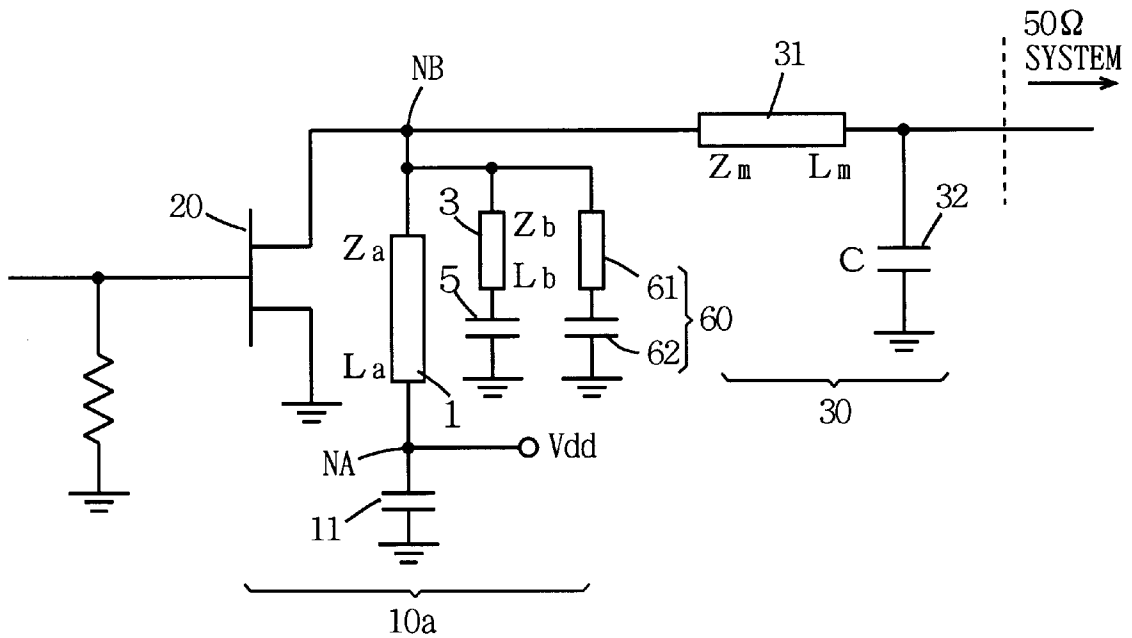 50Ω
SYSTEM
NB
31
Zm Lm
20
3
Za
Zb
32
Lb
C
5
61
60
62
La
1
30
NA
Vdd
11
10a